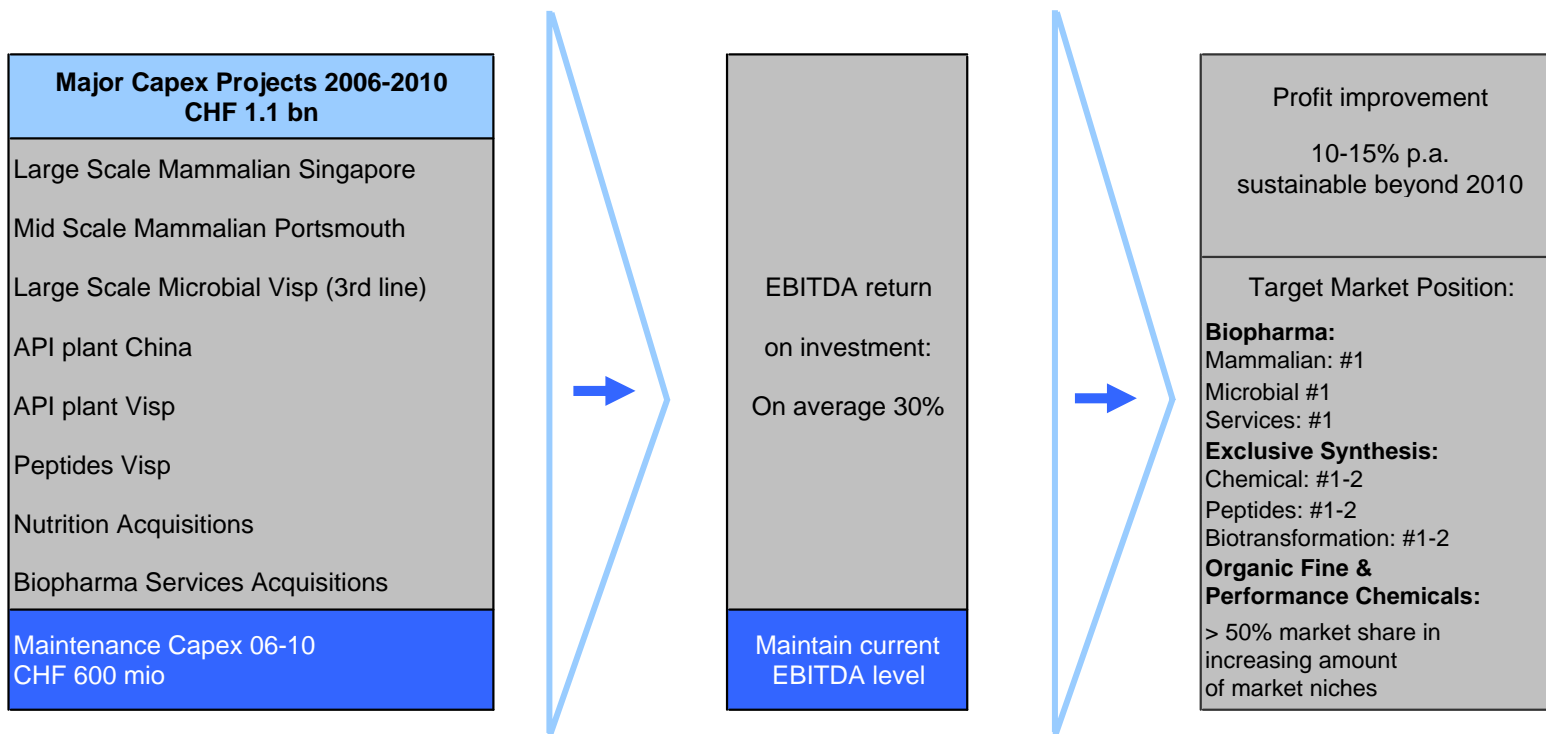 Major Capex Projects 2006-2010
CHF 1.1 bn
Large Scale Mammalian Singapore
Mid Scale Mammalian Portsmouth
Large Scale Microbial Visp (3rd line)
API plant China
API plant Visp
Peptides Visp
Nutrition Acquisitions
Biopharma Services Acquisitions
Maintenance Capex 06-10
CHF 600 mio
EBITDA return
on investment:
On average 30%
Maintain current
EBITDA level
Profit improvement
10-15% p.a.
sustainable beyond 2010
Target Market Position:
Biopharma:
Mammalian: #1
Microbial #1
Services: #1
Exclusive Synthesis:
Chemical: #1-2
Peptides: #1-2
Biotransformation: #1-2
Organic Fine &
Performance Chemicals:
> 50% market share in
increasing amount
of market niches